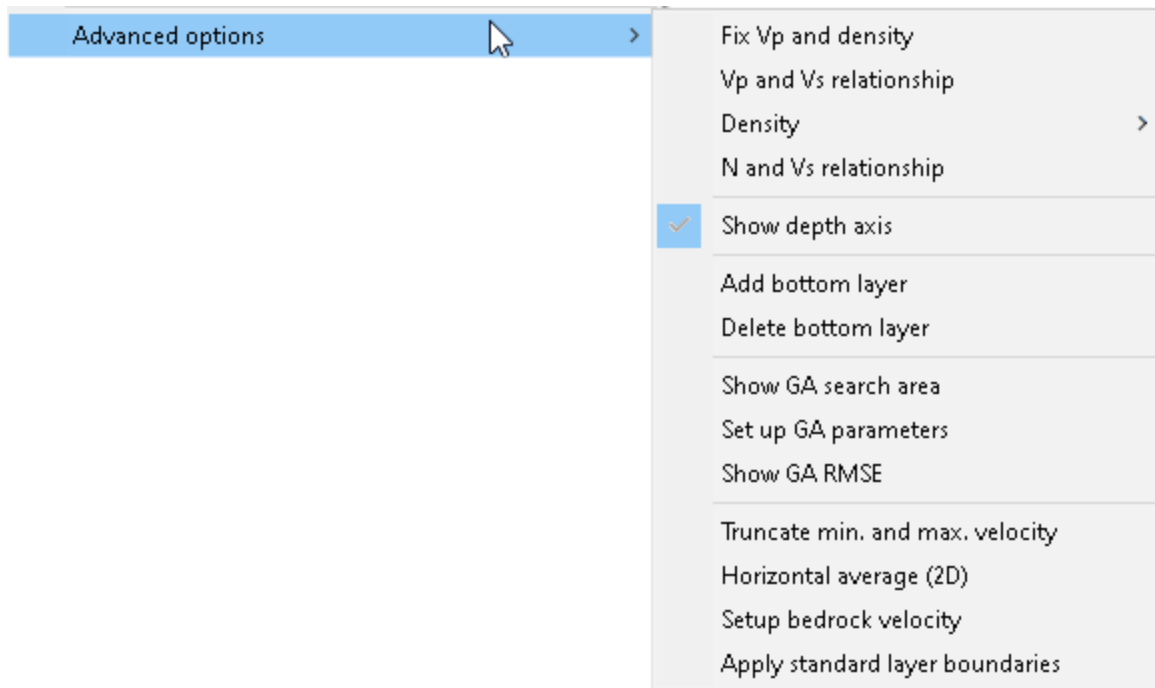 Advanced options
Fix Vp and density
Vp and Vs relationship
Density
N and Vs relationship
Show depth axis
Add bottom layer
Delete bottom layer
Show GA search area
Set up GA parameters
Show GA RMSE
Truncate min. and max. velocity
Horizontal average (2D)
Setup bedrock velocity
Apply standard layer boundaries